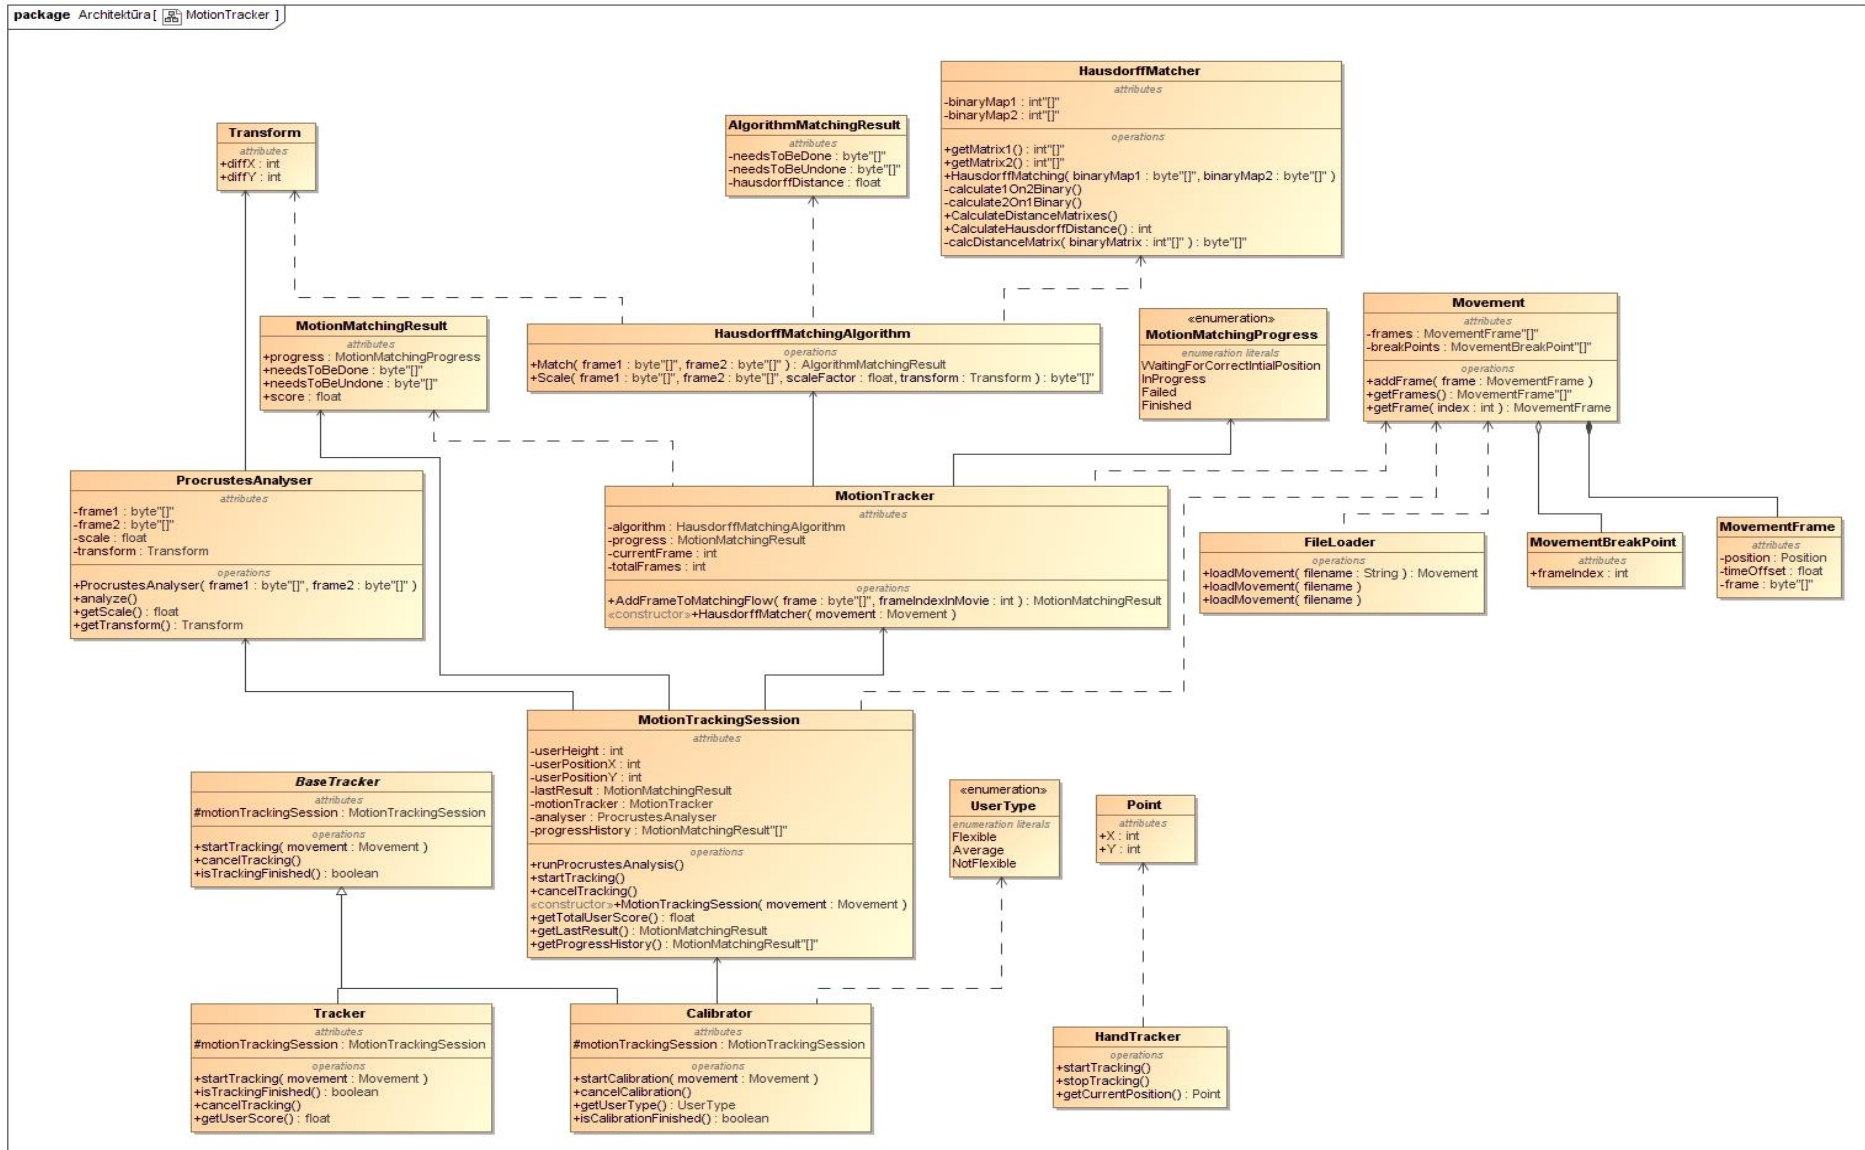 package Architektūra[ MotionTracker ]
HausdorffMatcher
attributes
-binaryMap1 : int"[]"
-binaryMap2 : int"[]"
operations
+getMatrix1() : int"[]"
+getMatrix2() : int"[]"
+HausdorffMatching( binaryMap1 : byte"[]", binaryMap2 : byte"[]" )
-calculate1On2Binary()
-calculate2On1Binary()
+CalculateDistanceMatrixes()
+CalculateHausdorffDistance() : int
-calcDistanceMatrix( binaryMatrix : int"[]" ) : byte"[]"
Transform
attributes
+diffX : int
+diffY : int
AlgorithmMatchingResult
attributes
-needsToBeDone : byte"[]"
-needsToBeUndone : byte"[]"
-hausdorffDistance : float
MotionMatchingResult
attributes
+progress : MotionMatchingProgress
+needsToBeDone : byte"[]"
+needsToBeUndone : byte"[]"
+score : float
HausdorffMatchingAlgorithm
operations
+Match( frame1 : byte"[]", frame2 : byte"[]" ) : AlgorithmMatchingResult
+Scale( frame1 : byte"[]", frame2 : byte"[]", scaleFactor : float, transform : Transform ) : byte"[]"
«enumeration»
MotionMatchingProgress
enumeration literals
WaitingForCorrectIntialPosition
InProgress
Failed
Finished
Movement
attributes
-frames : MovementFrame"[]"
-breakPoints : MovementBreakPoint"[]"
operations
+addFrame( frame : MovementFrame )
+getFrames() : MovementFrame"[]"
+getFrame( index : int ) : MovementFrame
ProcrustesAnalyser
attributes
-frame1 : byte"[]"
-frame2 : byte"[]"
-scale : float
-transform : Transform
operations
+ProcrustesAnalyser( frame1 : byte"[]", frame2 : byte"[]" )
+analyze()
+getScale() : float
+getTransform() : Transform
MotionTracker
attributes
-algorithm : HausdorffMatchingAlgorithm
-progress : MotionMatchingResult
-currentFrame : int
-totalFrames : int
operations
+AddFrameToMatchingFlow( frame : byte"[]", frameIndexInMovie : int ) : MotionMatchingResult
«constructor»+HausdorffMatcher( movement : Movement )
FileLoader
operations
+loadMovement( filename : String ) : Movement
+loadMovement( filename )
+loadMovement( filename )
MovementBreakPoint
attributes
+frameIndex : int
MovementFrame
attributes
-position : Position
-timeOffset : float
-frame : byte"[]"
MotionTrackingSession
attributes
-userHeight : int
-userPositionX : int
-userPositionY : int
-lastResult : MotionMatchingResult
-motionTracker : MotionTracker
-analyser : ProcrustesAnalyser
-progressHistory : MotionMatchingResult"[]"
operations
+runProcrustesAnalysis()
+startTracking()
+cancelTracking()
«constructor»+MotionTrackingSession( movement : Movement )
+getTotalUserScore() : float
+getLastResult() : MotionMatchingResult
+getProgressHistory() : MotionMatchingResult"[]"
BaseTracker
attributes
#motionTrackingSession : MotionTrackingSession
operations
+startTracking( movement : Movement )
+cancelTracking()
+isTrackingFinished() : boolean
«enumeration»
UserType
enumeration literals
Flexible
Average
NotFlexible
Point
attributes
+X : int
+Y : int
Tracker
attributes
#motionTrackingSession : MotionTrackingSession
operations
+startTracking( movement : Movement )
+isTrackingFinished() : boolean
+cancelTracking()
+getUserScore() : float
Calibrator
attributes
#motionTrackingSession : MotionTrackingSession
operations
+startCalibration( movement : Movement )
+cancelCalibration()
+getUserType() : UserType
+isCalibrationFinished() : boolean
HandTracker
operations
+startTracking()
+stopTracking()
+getCurrentPosition() : Point